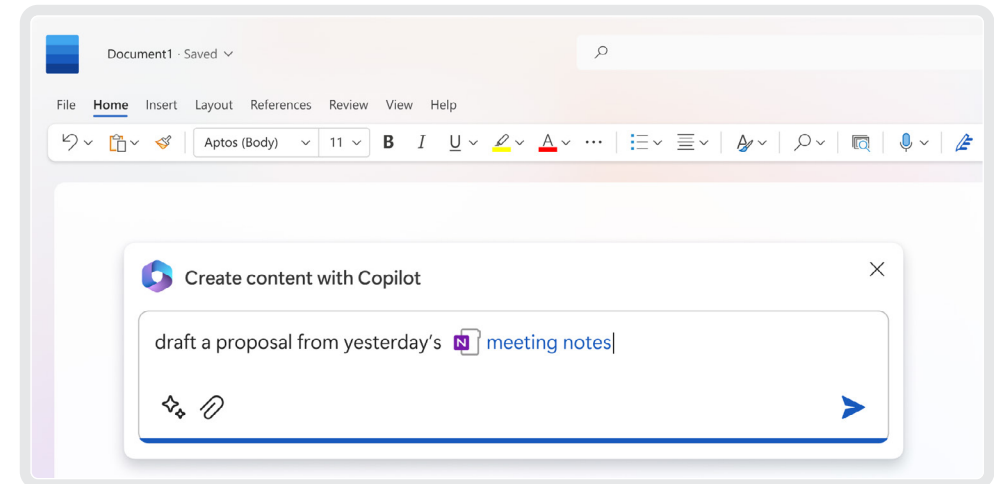 Document1 · Saved
File Home Insert Layout References Review View Help
Aptos (Body) 11 B I U A A
Create content with Copilot
draft a proposal from yesterday's N meeting notes